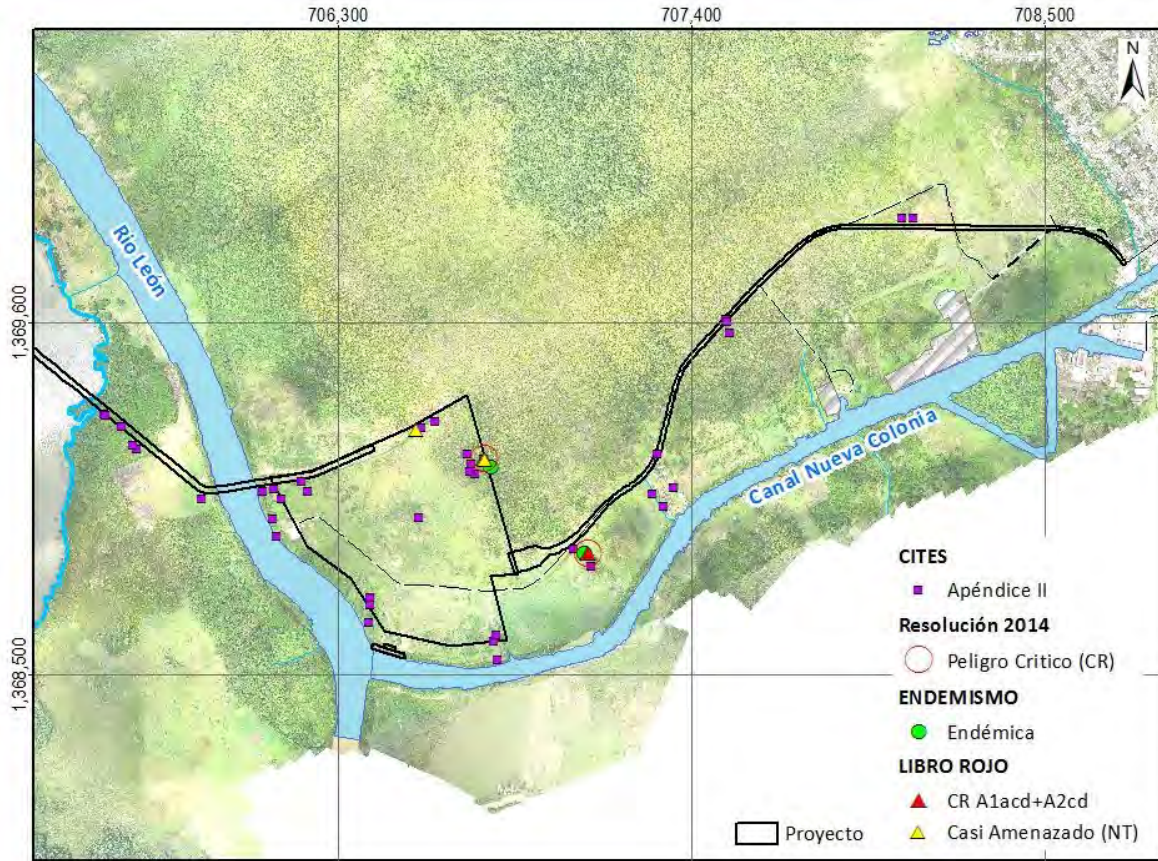 706,300
707,400
708,500
N
Rio León
1,369,600
Canal Nueva Colonia
1,368,500
CITES
Apéndice II
Resolución 2014
Peligro Critico (CR)
ENDEMISMO
Endémica
LIBRO ROJO
CR A1acd+A2cd
Casi Amenazado (NT)
Proyecto